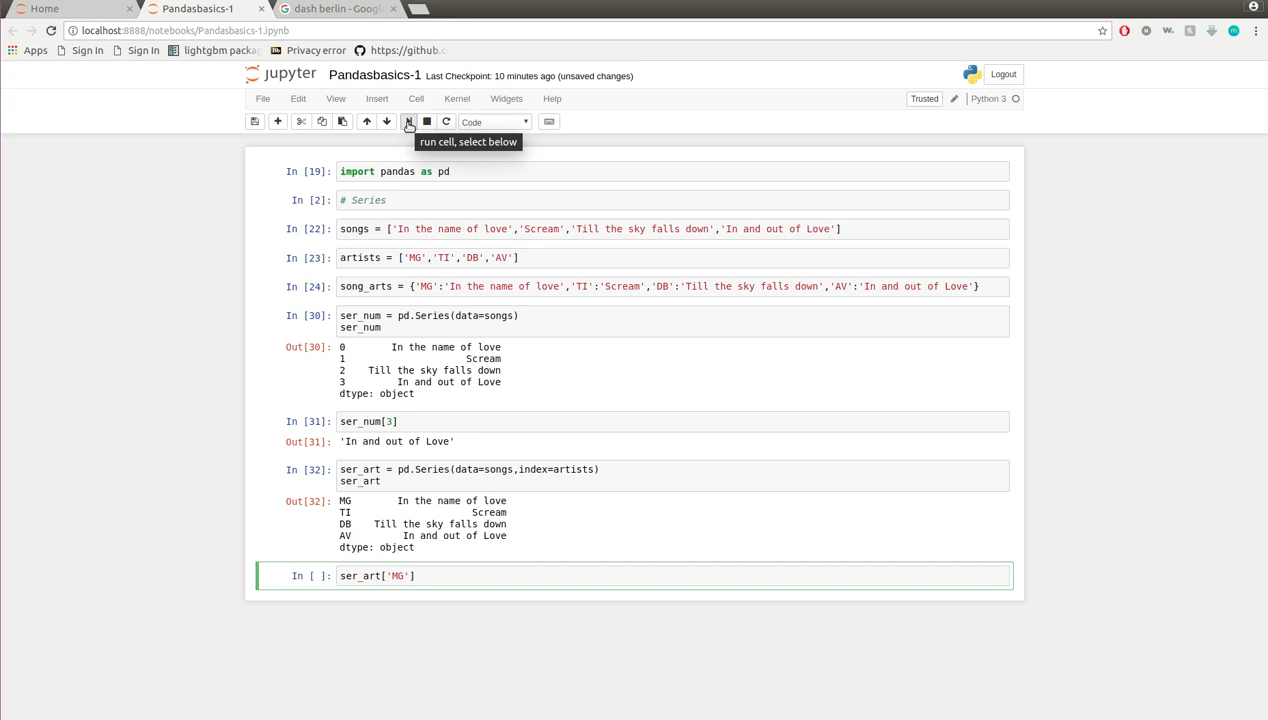 Home
Pandasbasics-1
dash berlin - Googl
localhost:8888/notebooks/Pandasbasics-1.ipynb
Apps Sign In Sign In lightgbm packa Privacy error https://github.c
jupyter Pandasbasics-1 Last Checkpoint: 10 minutes ago (unsaved changes) Logout
File Edit View Insert Cell Kernel Widgets Help Trusted Python 3
Code
run cell, select below
In [19]: import pandas as pd
In [2]: # Series
In [22]: songs = ['In the name of love','Scream','Till the sky falls down','In and out of Love']
In [23]: artists = ['MG','TI','DB','AV']
In [24]: song_arts = {'MG':'In the name of love','TI':'Scream','DB':'Till the sky falls down','AV':'In and out of Love'}
In [30]: ser_num = pd.Series(data=songs)
ser_num
Out[30]: 0 In the name of love
1 Scream
2 Till the sky falls down
3 In and out of Love
dtype: object
In [31]: ser_num[3]
Out[31]: 'In and out of Love'
In [32]: ser_art = pd.Series(data=songs,index=artists)
ser_art
Out[32]: MG In the name of love
TI Scream
DB Till the sky falls down
AV In and out of Love
dtype: object
In [ ]: ser_art['MG']